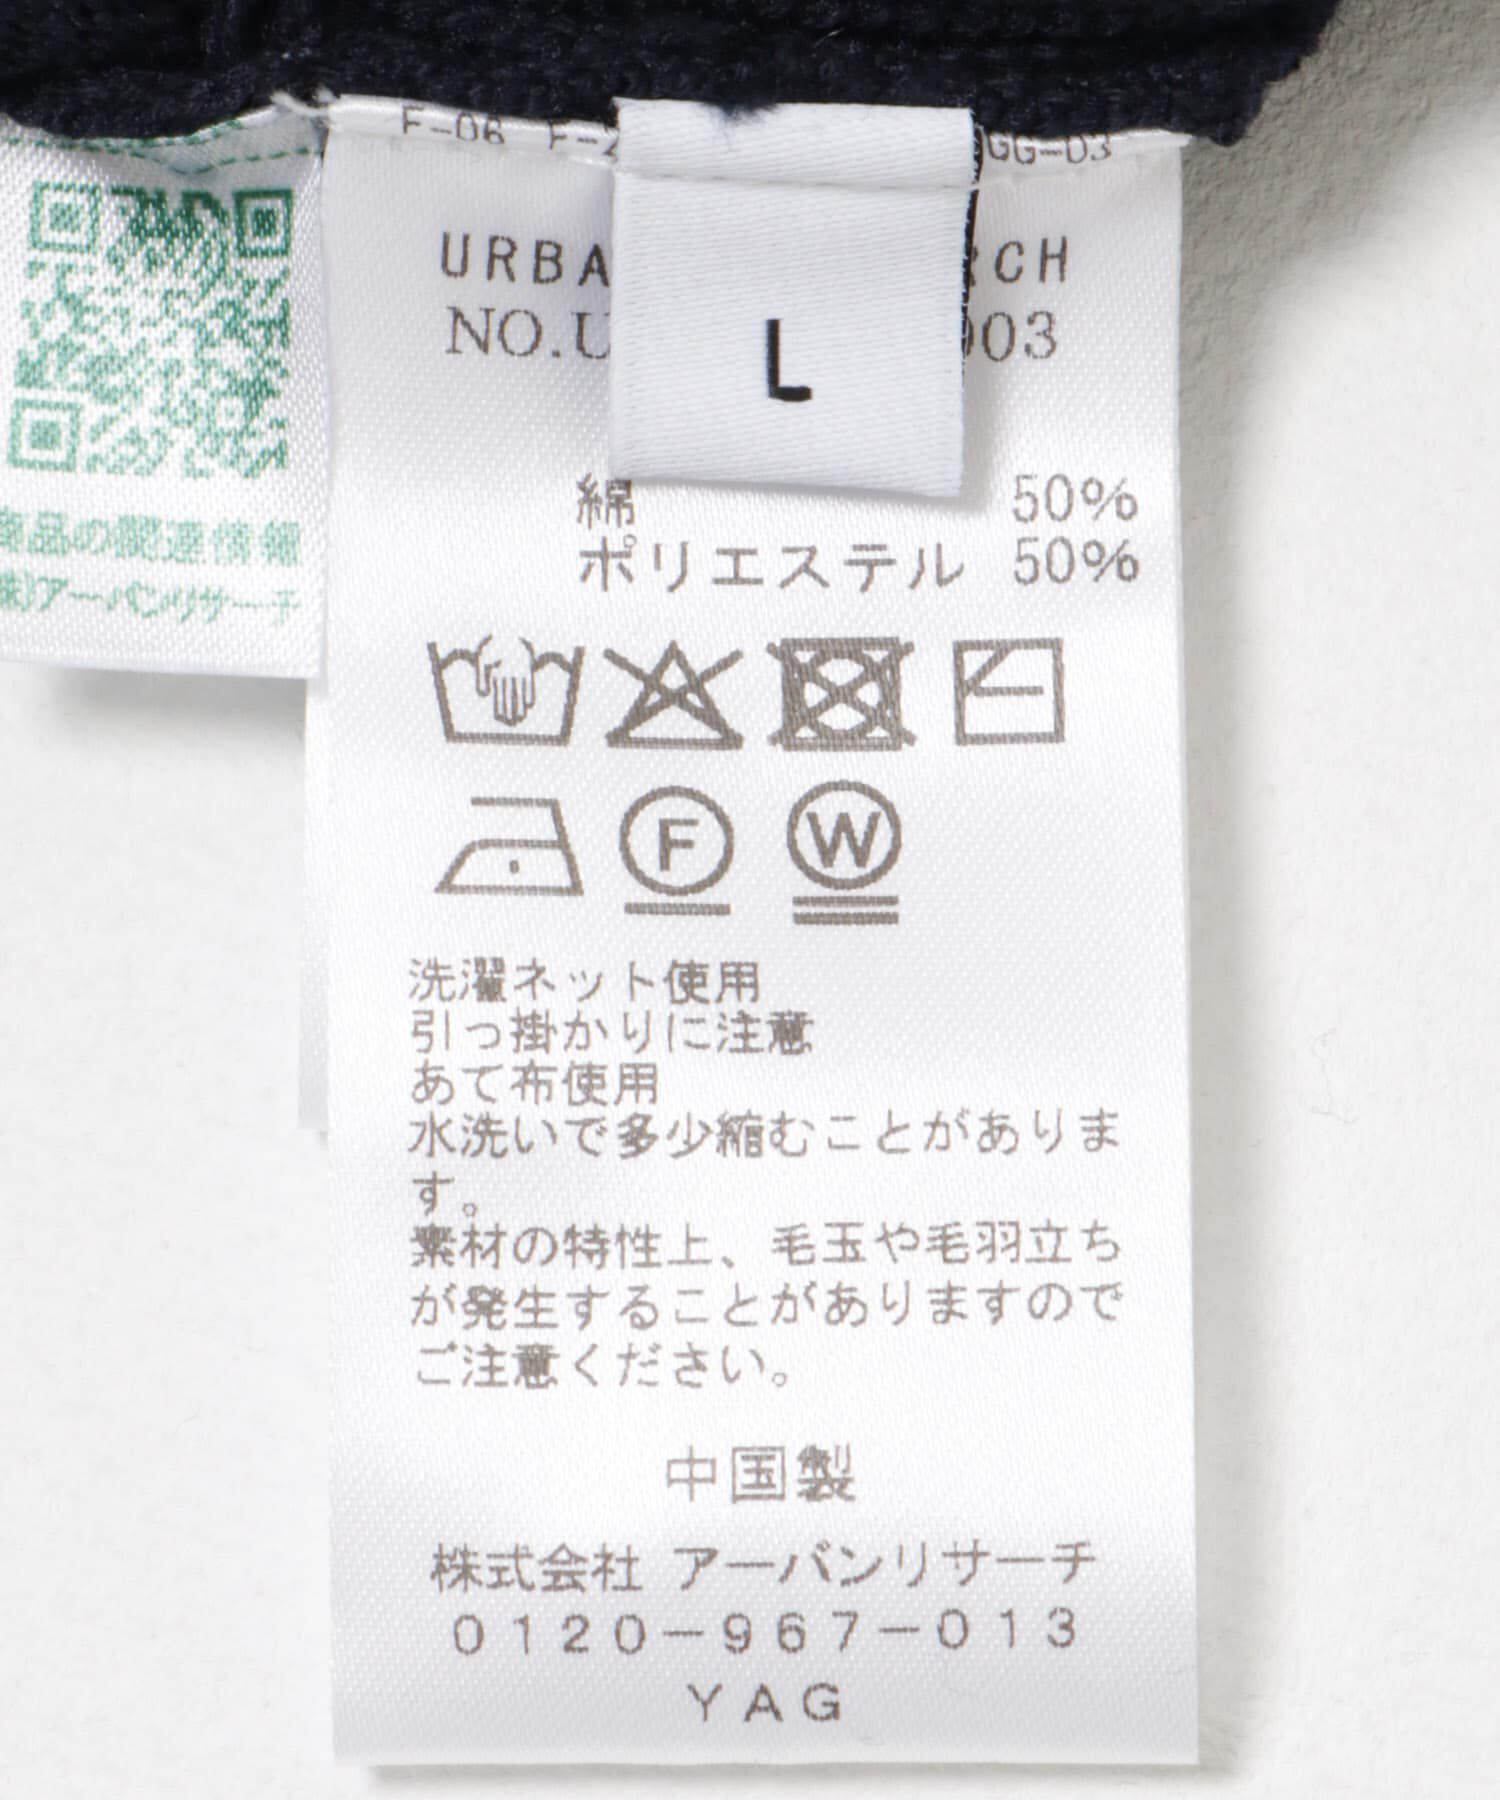 L
綿 50%
ポリエステル 50%
F
W
洗濯ネット使用
引っ掛かりに注意
あて布使用
水洗いで多少縮むことがありま
す。
素材の特性上、毛玉や毛羽立ち
が発生することがありますので
ご注意ください。
中国製
株式会社 アーバンリサーチ
0120-967-013
YAG
商品の関連情報
(株)アーバンリサーチ